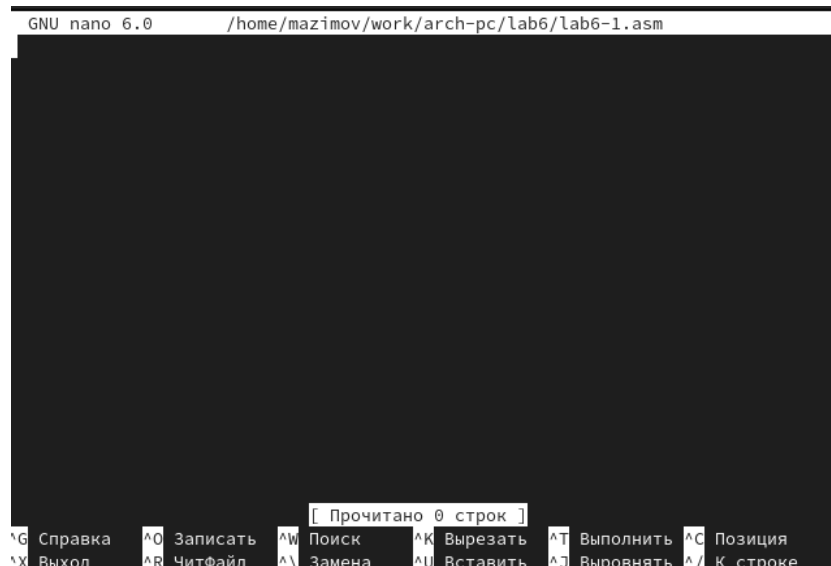 GNU nano 6.0 /home/mazimov/work/arch-pc/lab6/lab6-1.asm
[ Прочитано 0 строк ]
^G Справка ^O Записать ^W Поиск ^K Вырезать ^T Выполнить ^C Позиция
^X Выход ^R ЧитФайл ^\ Замена ^U Вставить ^J Выровнять ^/ К строке